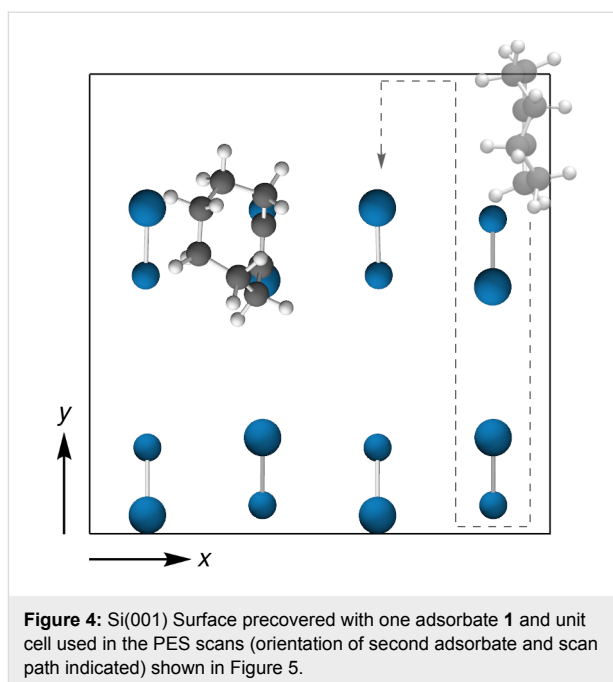 y
x
Figure 4: Si(001) Surface precovered with one adsorbate 1 and unit
cell used in the PES scans (orientation of second adsorbate and scan
path indicated) shown in Figure 5.